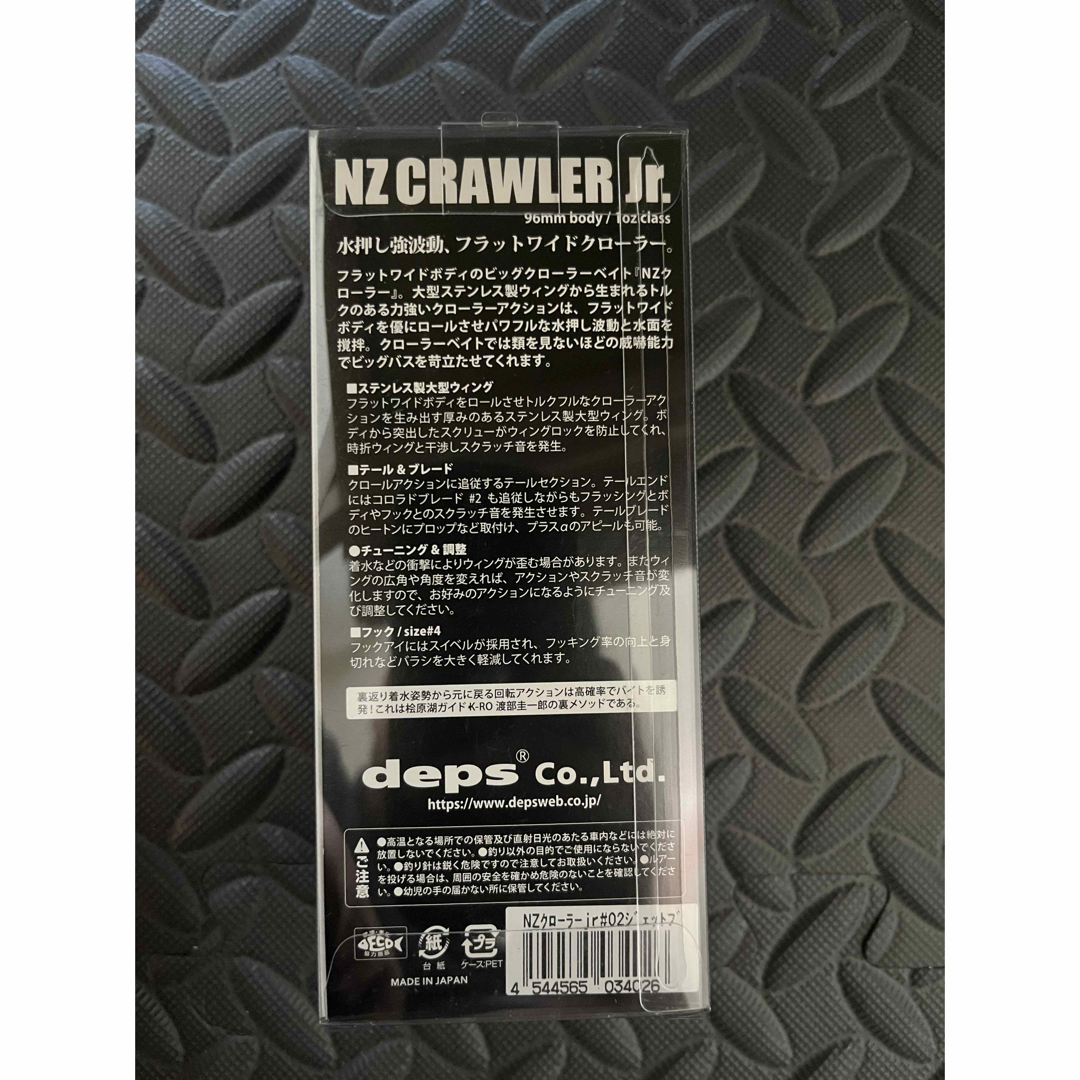 NZ CRAWLER Jr.
96mm body / 1oz class
水押し強波動、フラットワイドクローラー。
フラットワイドボディのビッグクローラーベイト『NZク
ローラー』。大型ステンレス製ウィングから生まれるトル
クのある力強いクローラーアクションは、フラットワイド
ボディを優にロールさせパワフルな水押し波動と水面を
撹拌。クローラーベイトでは類を見ないほどの威嚇能力
でビッグバスを苛立たせてくれます。
■ステンレス製大型ウィング
フラットワイドボディをロールさせトルクフルなクローラーアク
ションを生み出す厚みのあるステンレス製大型ウィング。ボ
ディから突出したスクリューがウィングロックを防止してくれ、
時折ウィングと干渉しスクラッチ音を発生。
■テール & ブレード
クロールアクションに追従するテールセクション。テールエンド
にはコロラドブレード #2 も追従しながらもフラッシングとボ
ディやフックとのスクラッチ音を発生させます。テールブレード
のヒートンにプロップなど取付け、プラスαのアピールも可能。
●チューニング & 調整
着水などの衝撃によりウィングが歪む場合があります。またウィ
ングの広角や角度を変えれば、アクションやスクラッチ音が変
化しますので、お好みのアクションになるようにチューニング及
び調整してください。
■フック / size#4
フックアイにはスイベルが採用され、フッキング率の向上と身
切れなどバラシを大きく軽減してくれます。
裏返り着水姿勢から元に戻る回転アクションは高確率でバイトを誘
発！これは桧原湖ガイド K-RO 渡部圭一郎の裏メソッドである。
deps® Co.,Ltd.
https://www.depsweb.co.jp/
ご注意
●高温となる場所での保管及び直射日光のあたる車内などには絶対に
放置しないでください。●釣り以外の目的でご使用にならないでくださ
い。●釣り針は鋭く危険ですので注意してお取扱いください。●ルアー
を投げる場合は、周囲の安全を確かめ危険のないことを確認してくださ
い。●幼児の手の届かない所に保管してください。
NZクローラーjr#02ジェットブ
ECO
紙
プラ
台紙
ケース:PET
MADE IN JAPAN
4 544565 034026